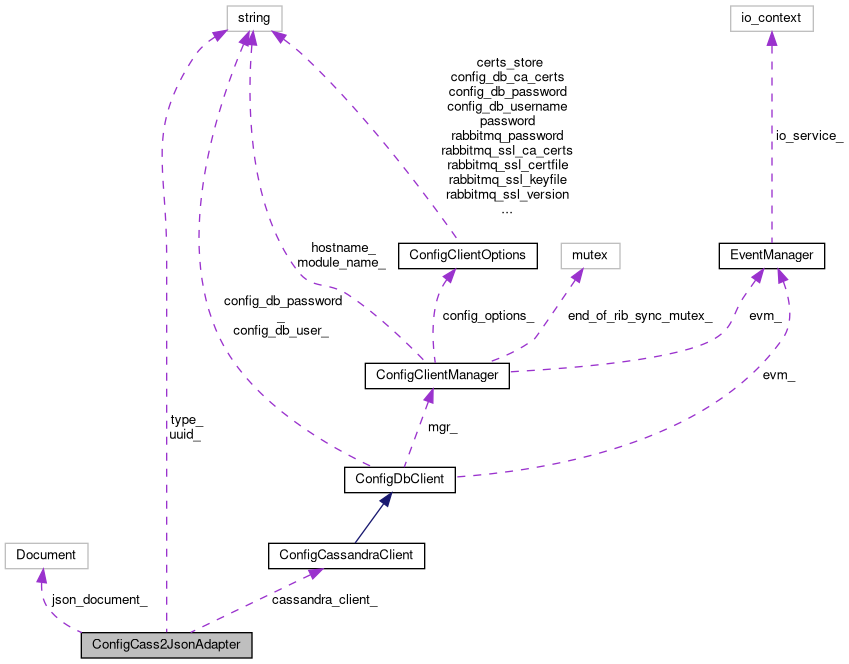 string
io_context
certs_store
config_db_ca_certs
config_db_password
config_db_username
password
rabbitmq_password
rabbitmq_ssl_ca_certs
rabbitmq_ssl_certfile
rabbitmq_ssl_keyfile
rabbitmq_ssl_version
...
io_service_
hostname_
module_name_
ConfigClientOptions
mutex
EventManager
config_db_password
_
config_db_user_
config_options_
end_of_rib_sync_mutex_
evm_
ConfigClientManager
evm_
type_
uuid_
mgr_
ConfigDbClient
Document
ConfigCassandraClient
json_document_
cassandra_client_
ConfigCass2JsonAdapter